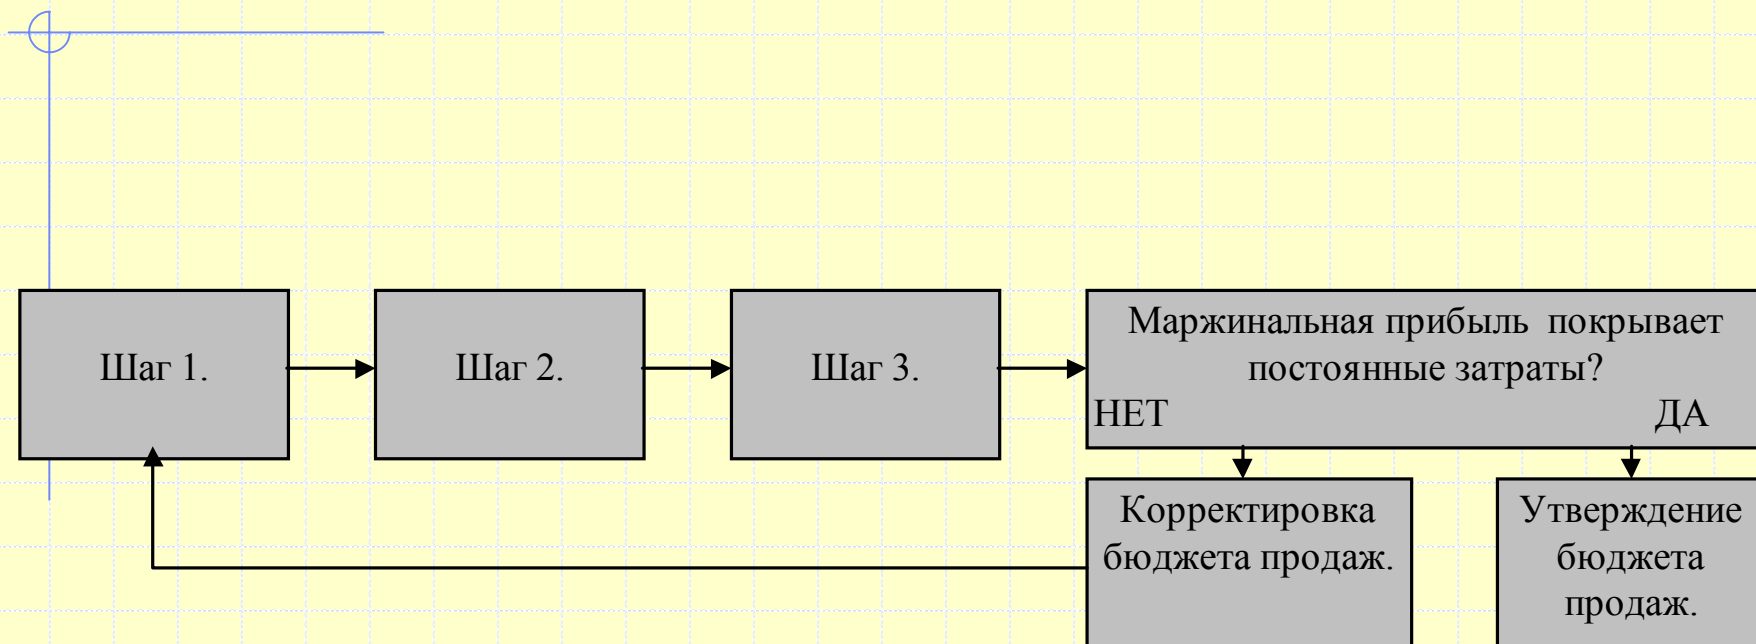 Шаг 1.
Шаг 2.
Шаг 3.
Маржинальная прибыль покрывает
постоянные затраты?
НЕТ ДА
Корректировка
бюджета продаж.
Утверждение
бюджета
продаж.